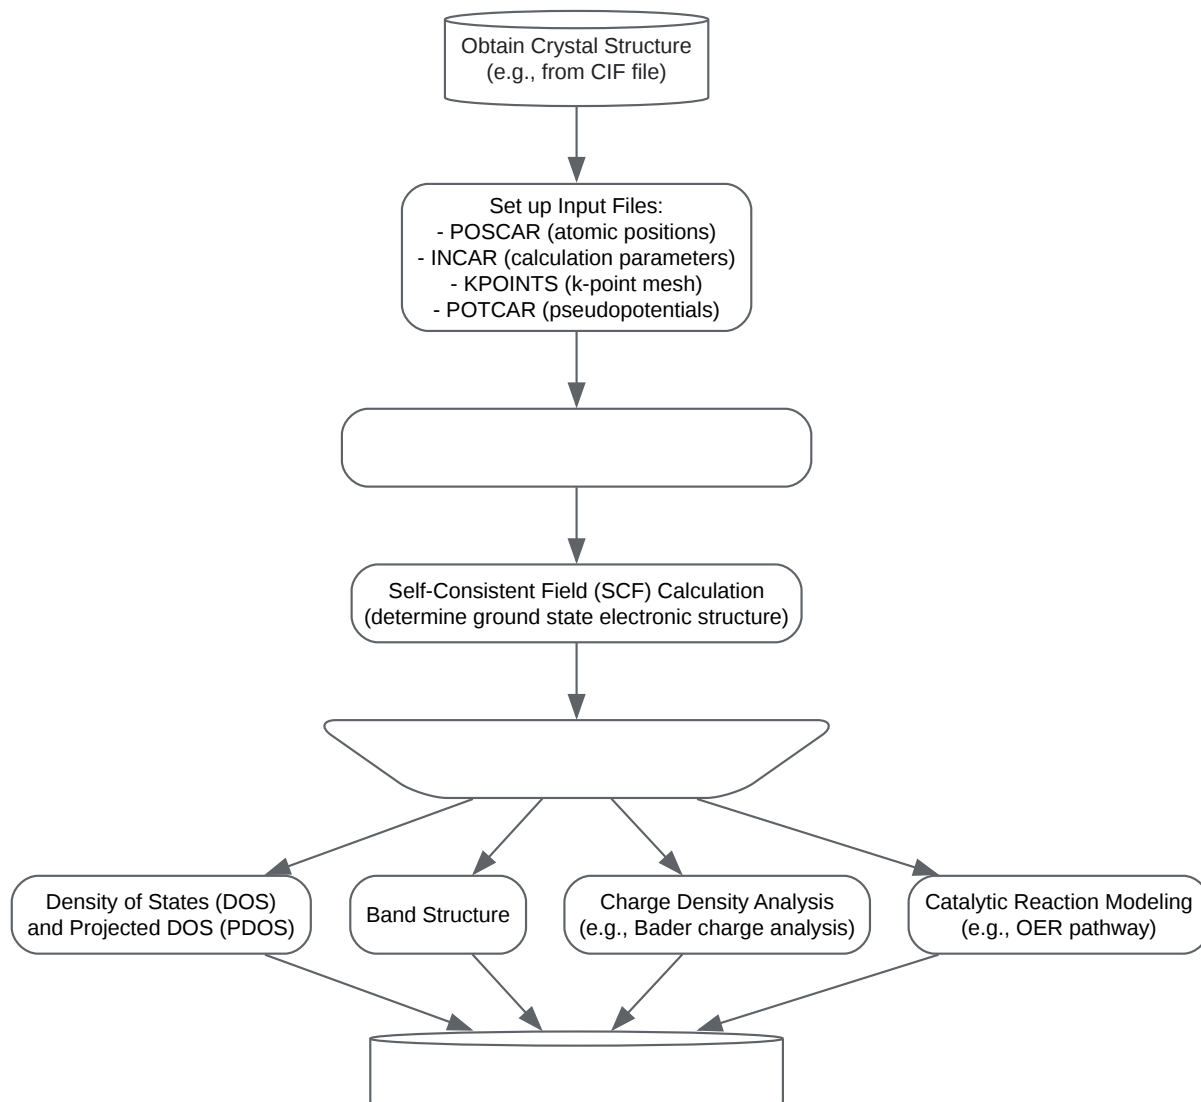 Obtain Crystal Structure
(e.g., from CIF file)
Set up Input Files:
- POSCAR (atomic positions)
- INCAR (calculation parameters)
- KPOINTS (k-point mesh)
- POTCAR (pseudopotentials)
Self-Consistent Field (SCF) Calculation
(determine ground state electronic structure)
Density of States (DOS)
and Projected DOS (PDOS)
Band Structure
Charge Density Analysis
(e.g., Bader charge analysis)
Catalytic Reaction Modeling
(e.g., OER pathway)